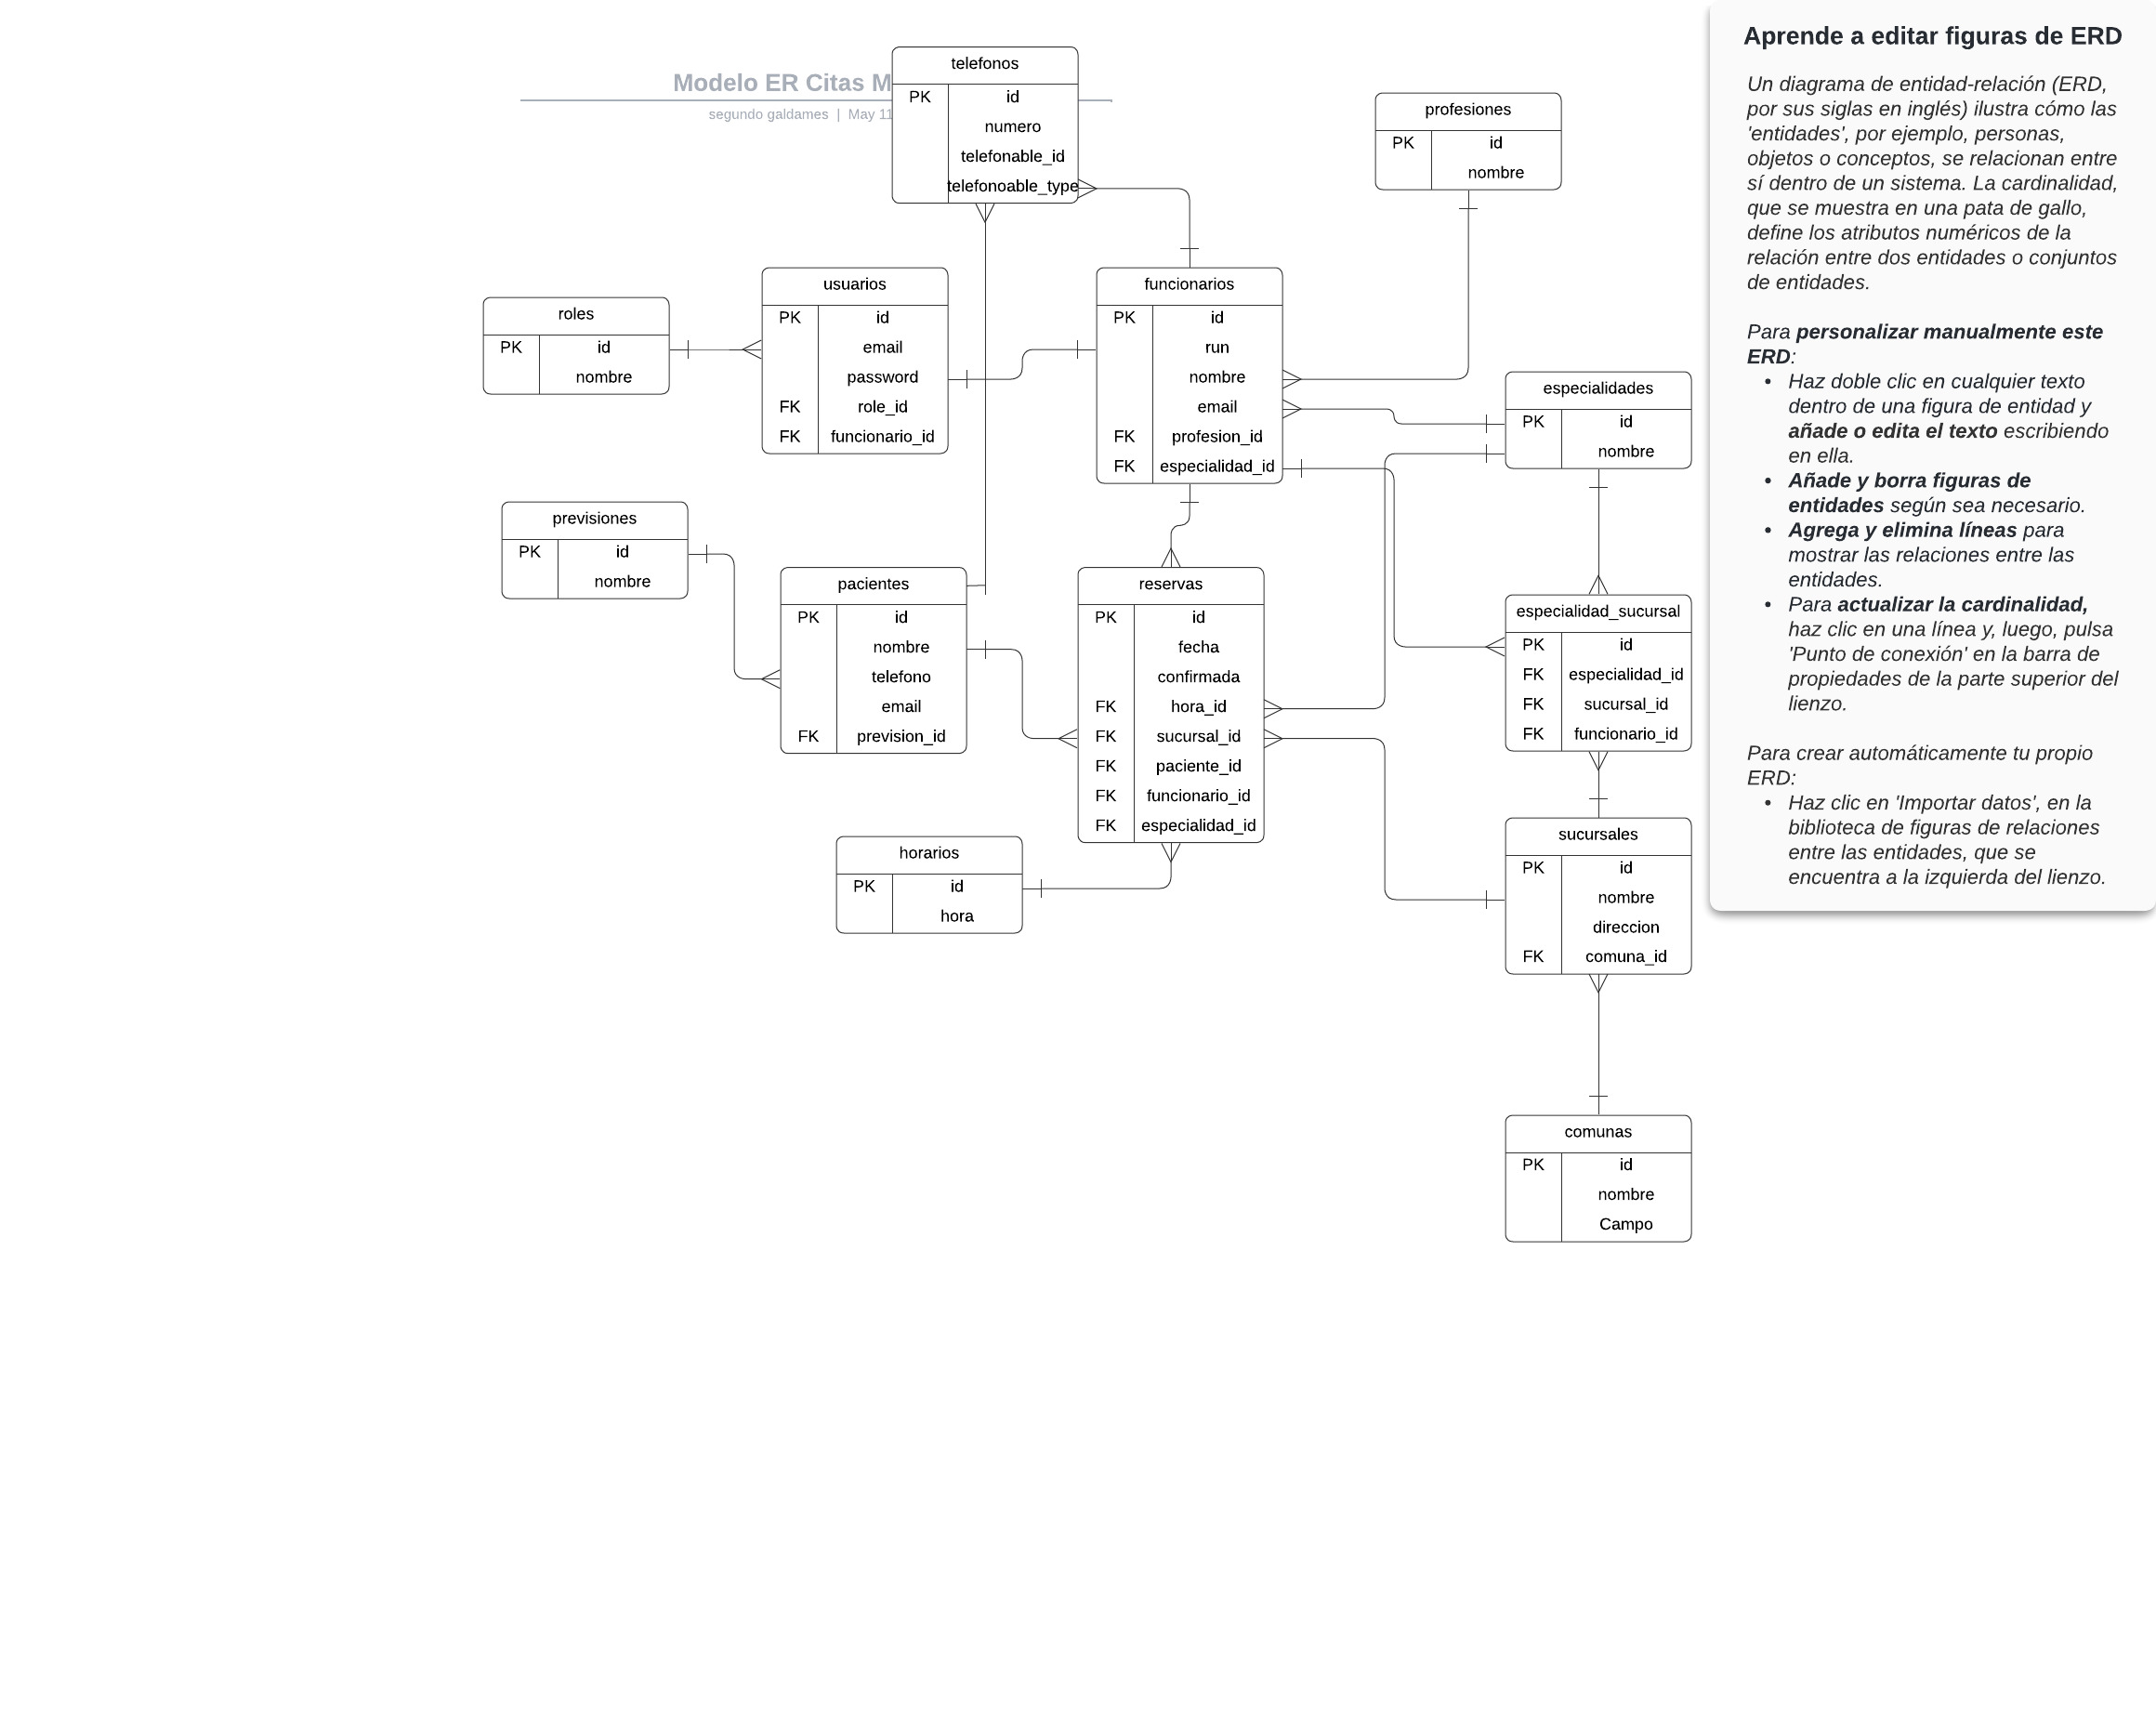 Modelo ER Citas M
segundo galdames | May 11
telefonos
PK id
numero
telefonable_id
telefonoable_type
profesiones
PK id
nombre
roles
PK id
nombre
usuarios
PK id
email
password
FK role_id
FK funcionario_id
funcionarios
PK id
run
nombre
email
FK profesion_id
FK especialidad_id
especialidades
PK id
nombre
previsiones
PK id
nombre
pacientes
PK id
nombre
telefono
email
FK prevision_id
reservas
PK id
fecha
confirmada
FK hora_id
FK sucursal_id
FK paciente_id
FK funcionario_id
FK especialidad_id
especialidad_sucursal
PK id
FK especialidad_id
FK sucursal_id
FK funcionario_id
horarios
PK id
hora
sucursales
PK id
nombre
direccion
FK comuna_id
comunas
PK id
nombre
Campo
Aprende a editar figuras de ERD
Un diagrama de entidad-relación (ERD,
por sus siglas en inglés) ilustra cómo las
'entidades', por ejemplo, personas,
objetos o conceptos, se relacionan entre
sí dentro de un sistema. La cardinalidad,
que se muestra en una pata de gallo,
define los atributos numéricos de la
relación entre dos entidades o conjuntos
de entidades.
Para personalizar manualmente este
ERD:
• Haz doble clic en cualquier texto
dentro de una figura de entidad y
añade o edita el texto escribiendo
en ella.
• Añade y borra figuras de
entidades según sea necesario.
• Agrega y elimina líneas para
mostrar las relaciones entre las
entidades.
• Para actualizar la cardinalidad,
haz clic en una línea y, luego, pulsa
'Punto de conexión' en la barra de
propiedades de la parte superior del
lienzo.
Para crear automáticamente tu propio
ERD:
• Haz clic en 'Importar datos', en la
biblioteca de figuras de relaciones
entre las entidades, que se
encuentra a la izquierda del lienzo.